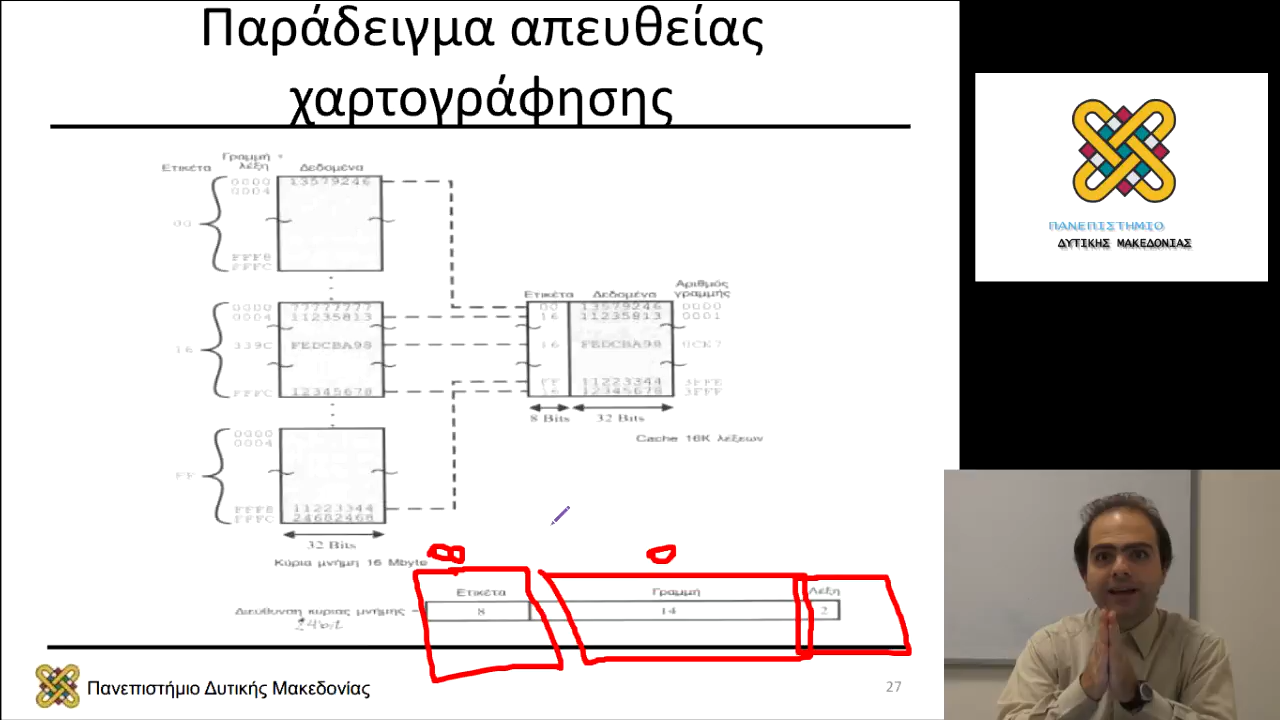 Παράδειγμα απευθείας
χαρτογράφησης
ΠΑΝΕΠΙΣΤΗΜΙΟ
ΔΥΤΙΚΗΣ ΜΑΚΕΔΟΝΙΑΣ
Ετικέτα Γραμμή + λέξη Δεδομένα
0000 13579246
0004
00
FFF8
FFFC
Ετικέτα Δεδομένα Αριθμός γραμμής
0000 77777777 00 13579246 0000
0004 11235813 16 11235813 0001
16 339C FEDCBA98 16 FEDCBA98
FF 11223344 3FFE
FFFC 12345678 16 12345678 3FFF
8 Bits 32 Bits
Cache 16K λέξεων
0000
0004
FF
FFF8 11223344
FFFC 24682468
32 Bits
Κύρια μνήμη 16 Mbyte
Ετικέτα Γραμμή Λέξη
Διεύθυνση κυριας μνήμης = 8 14 2
24bit
Πανεπιστήμιο Δυτικής Μακεδονίας
27